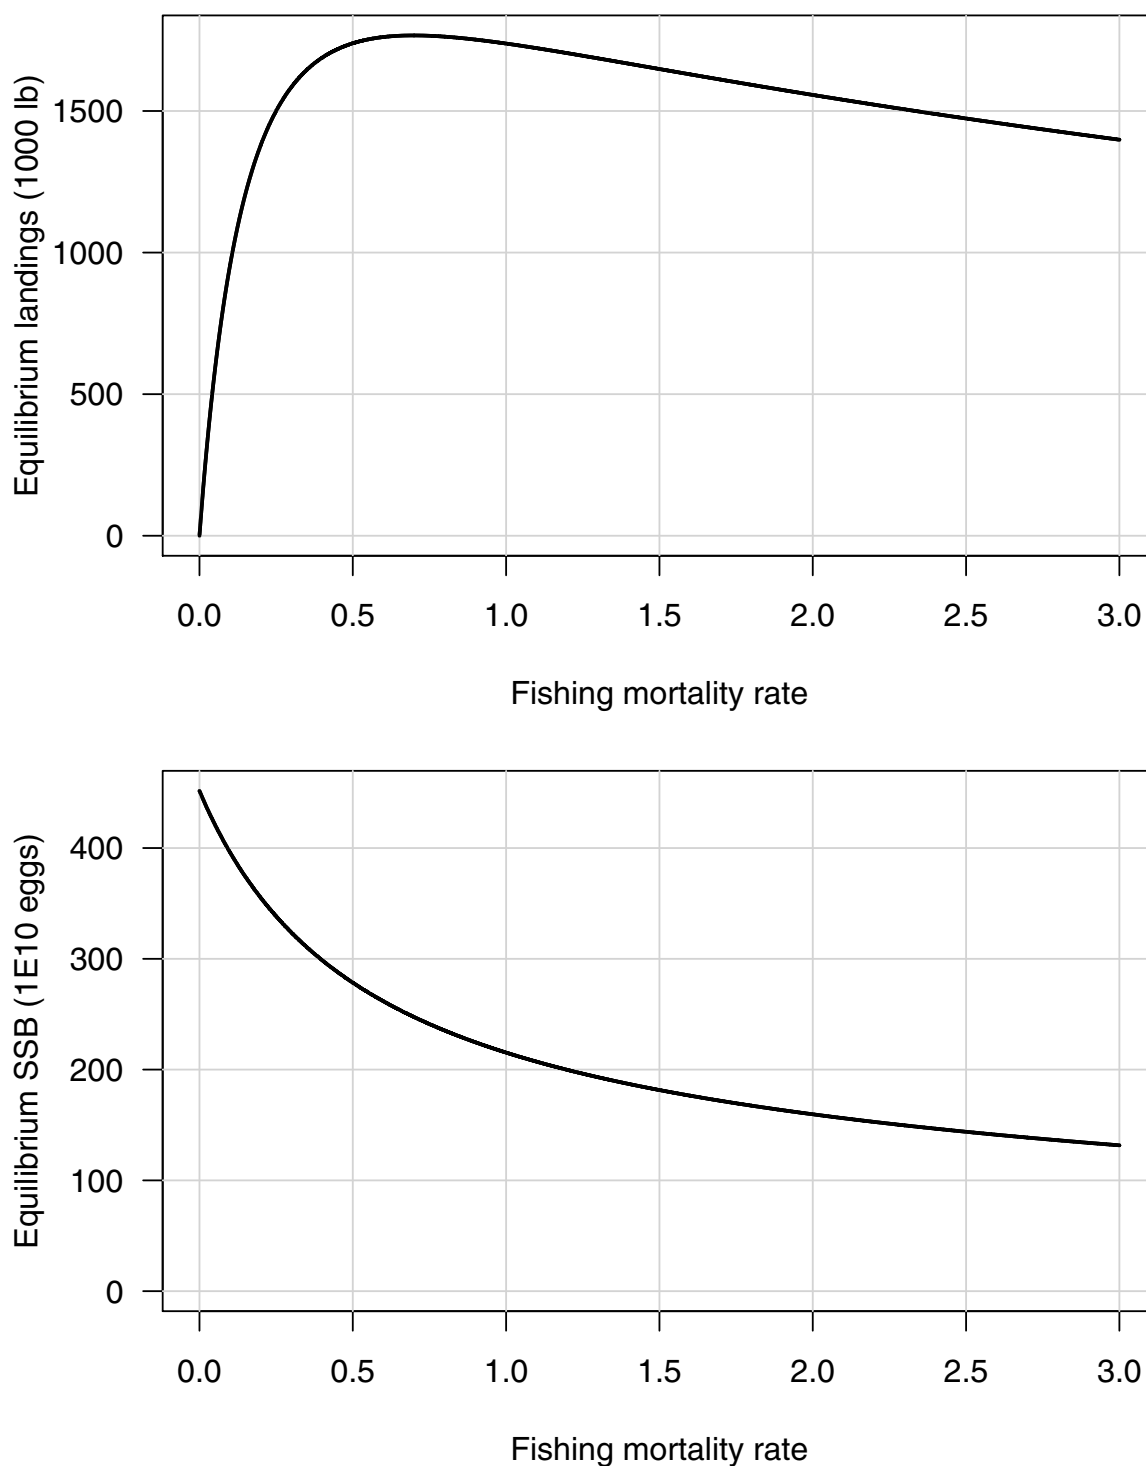 Equilibrium landings (1000 lb)
1500
1000
500
0
0.0 0.5 1.0 1.5 2.0 2.5 3.0
Fishing mortality rate
Equilibrium SSB (1E10 eggs)
400
300
200
100
0
0.0 0.5 1.0 1.5 2.0 2.5 3.0
Fishing mortality rate